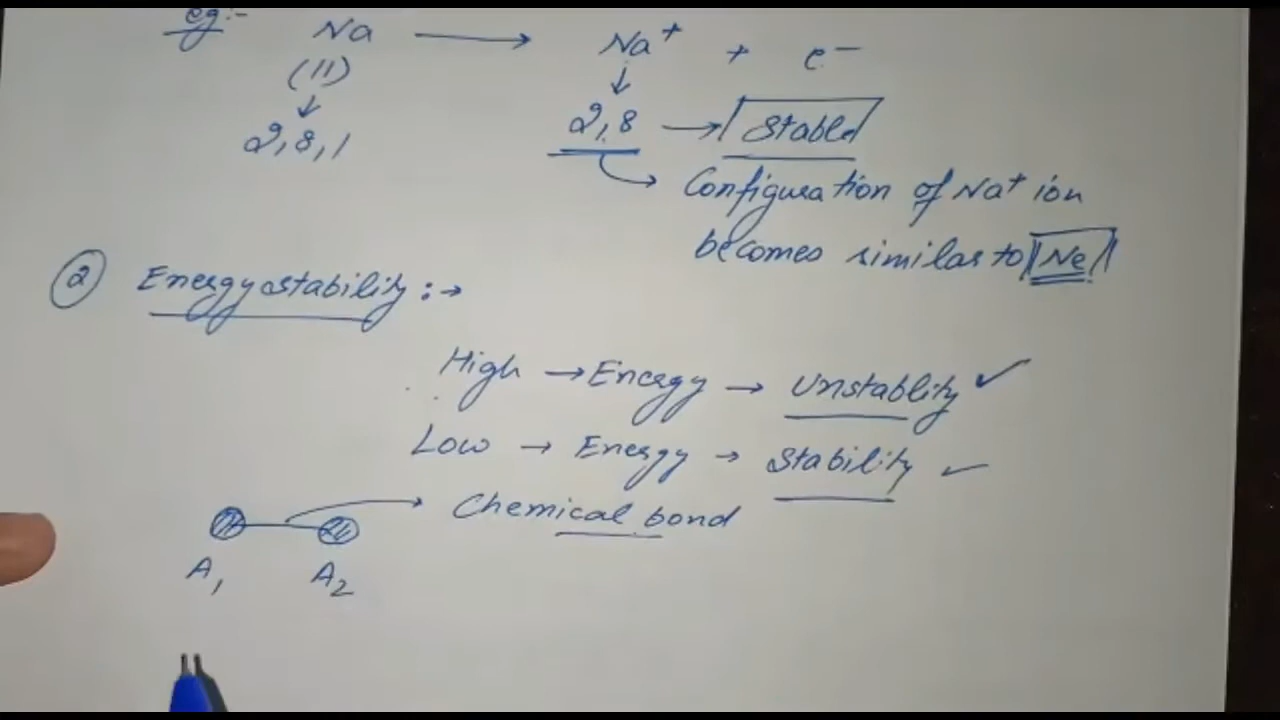 eg:-
Na → Na⁺ + e⁻
(11)
2,8,1
2,8 → Stable
Configuration of Na⁺ ion
becomes similar to Ne
② Energy stability :→
High → Energy → Unstablity ✓
Low → Energy → Stability ✓
Chemical bond
A₁ A₂